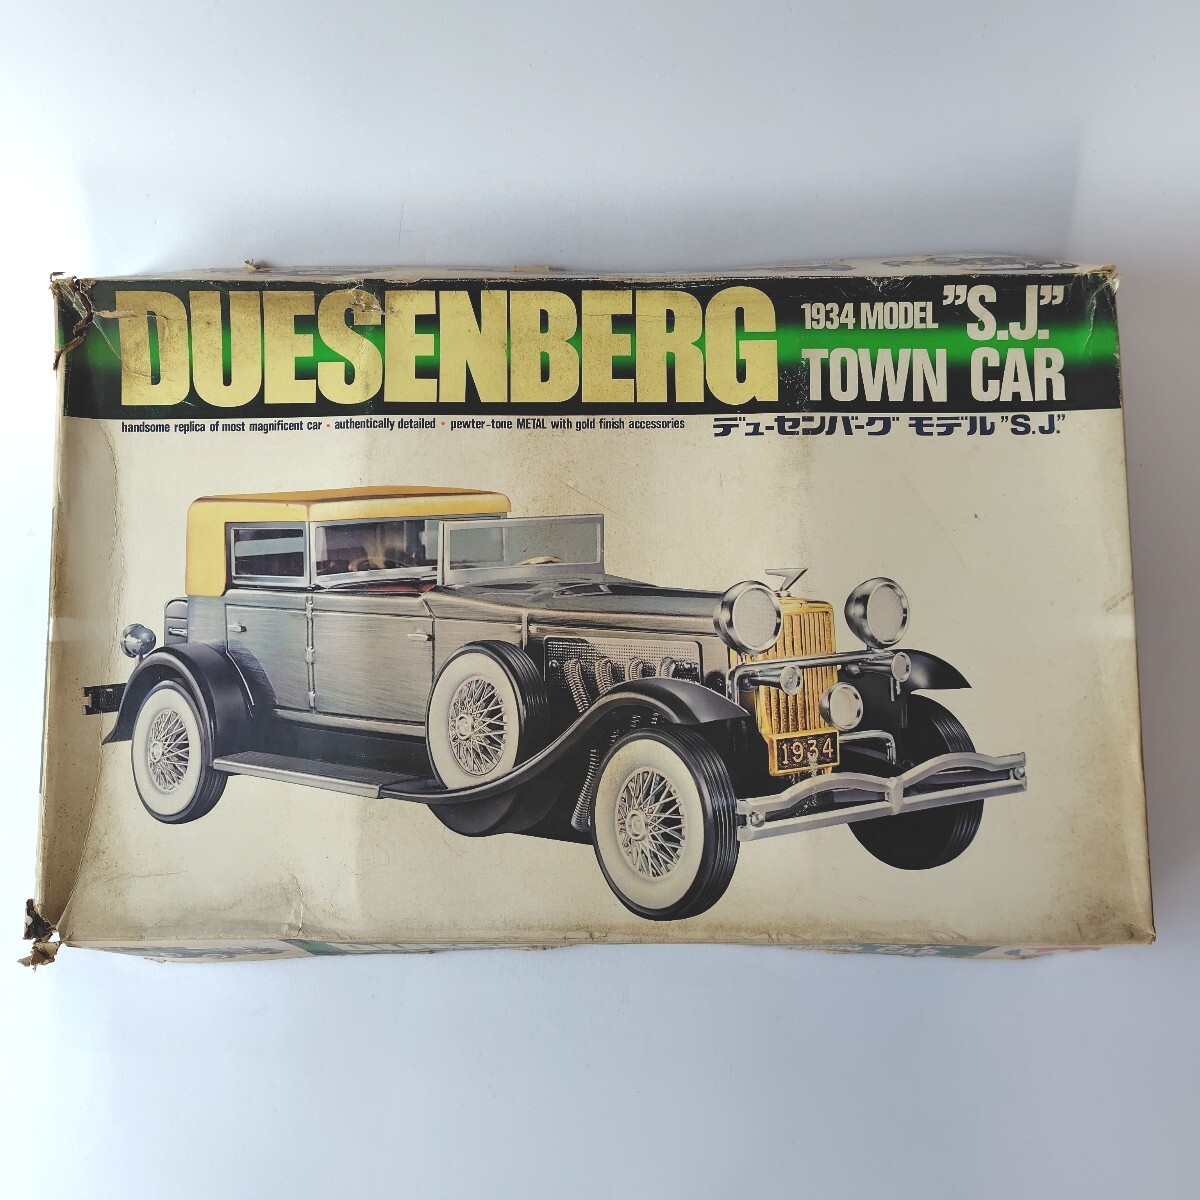 DUESENBERG
1934 MODEL "S.J."
TOWN CAR
handsome replica of most magnificent car • authentically detailed • pewter-tone METAL with gold finish accessories
デューセンバーグ モデル "S.J."
1934